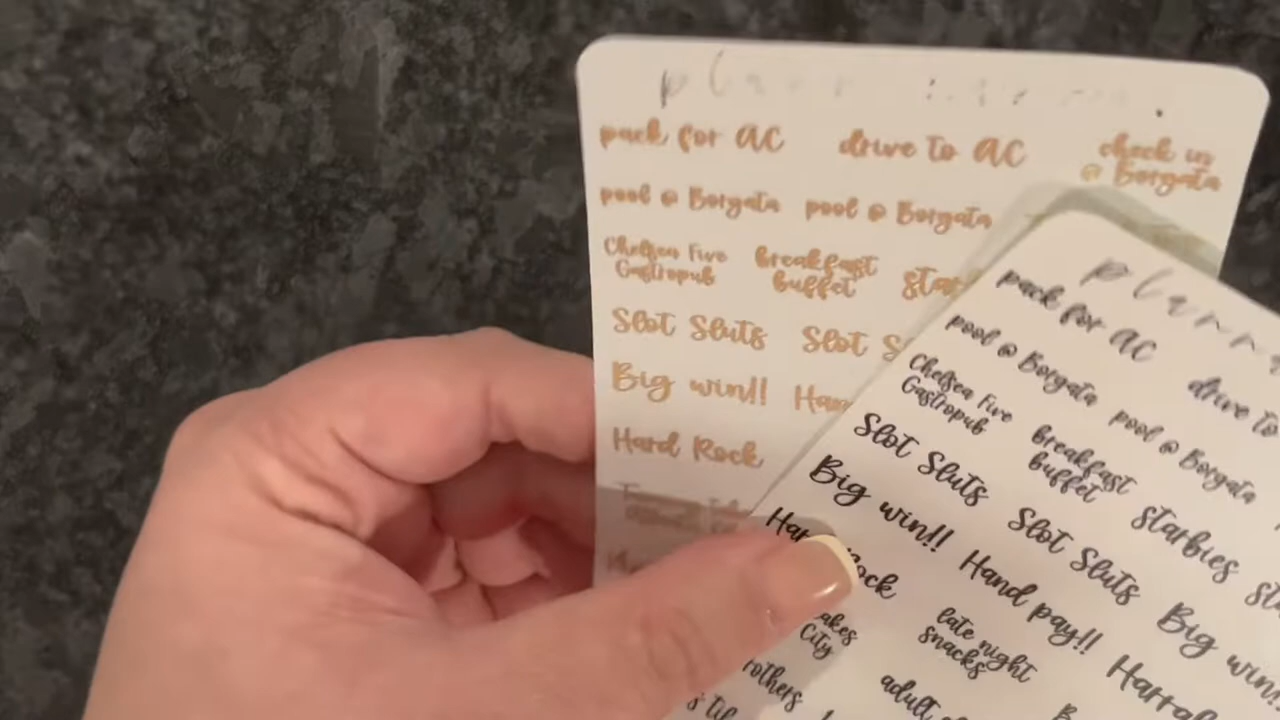 pack for AC drive to AC check in @ Borgata
pool @ Borgata pool @ Borgata
Chelsea Five Gastropub breakfast buffet
Slot Sluts Slot
Big win!!
Hard Rock
pack for AC drive to
pool @ Borgata pool @ Borgata
Chelsea Five Gastropub breakfast buffet starbies
Slot Sluts Slot Sluts Big win!
Big win!! Hand pay!!
late night snacks
City
adult